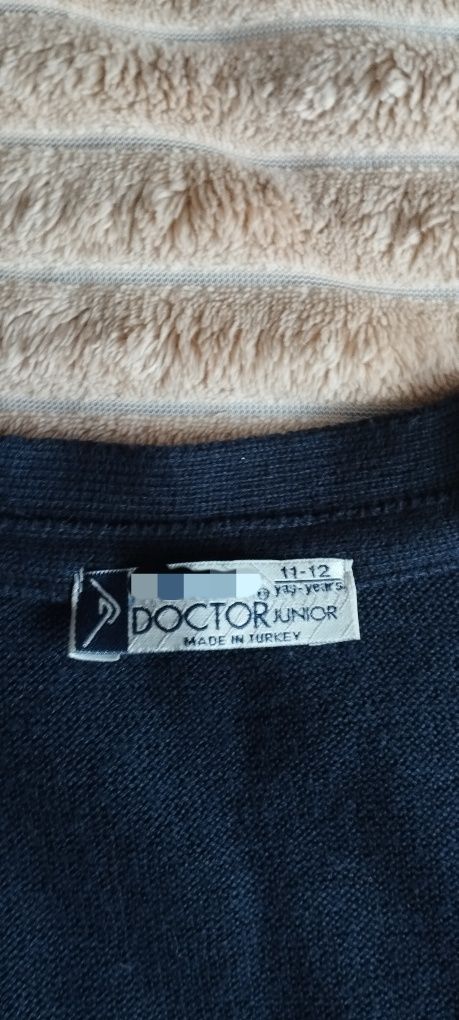 11-12
yaş-years
DOCTOR JUNIOR
MADE IN TURKEY